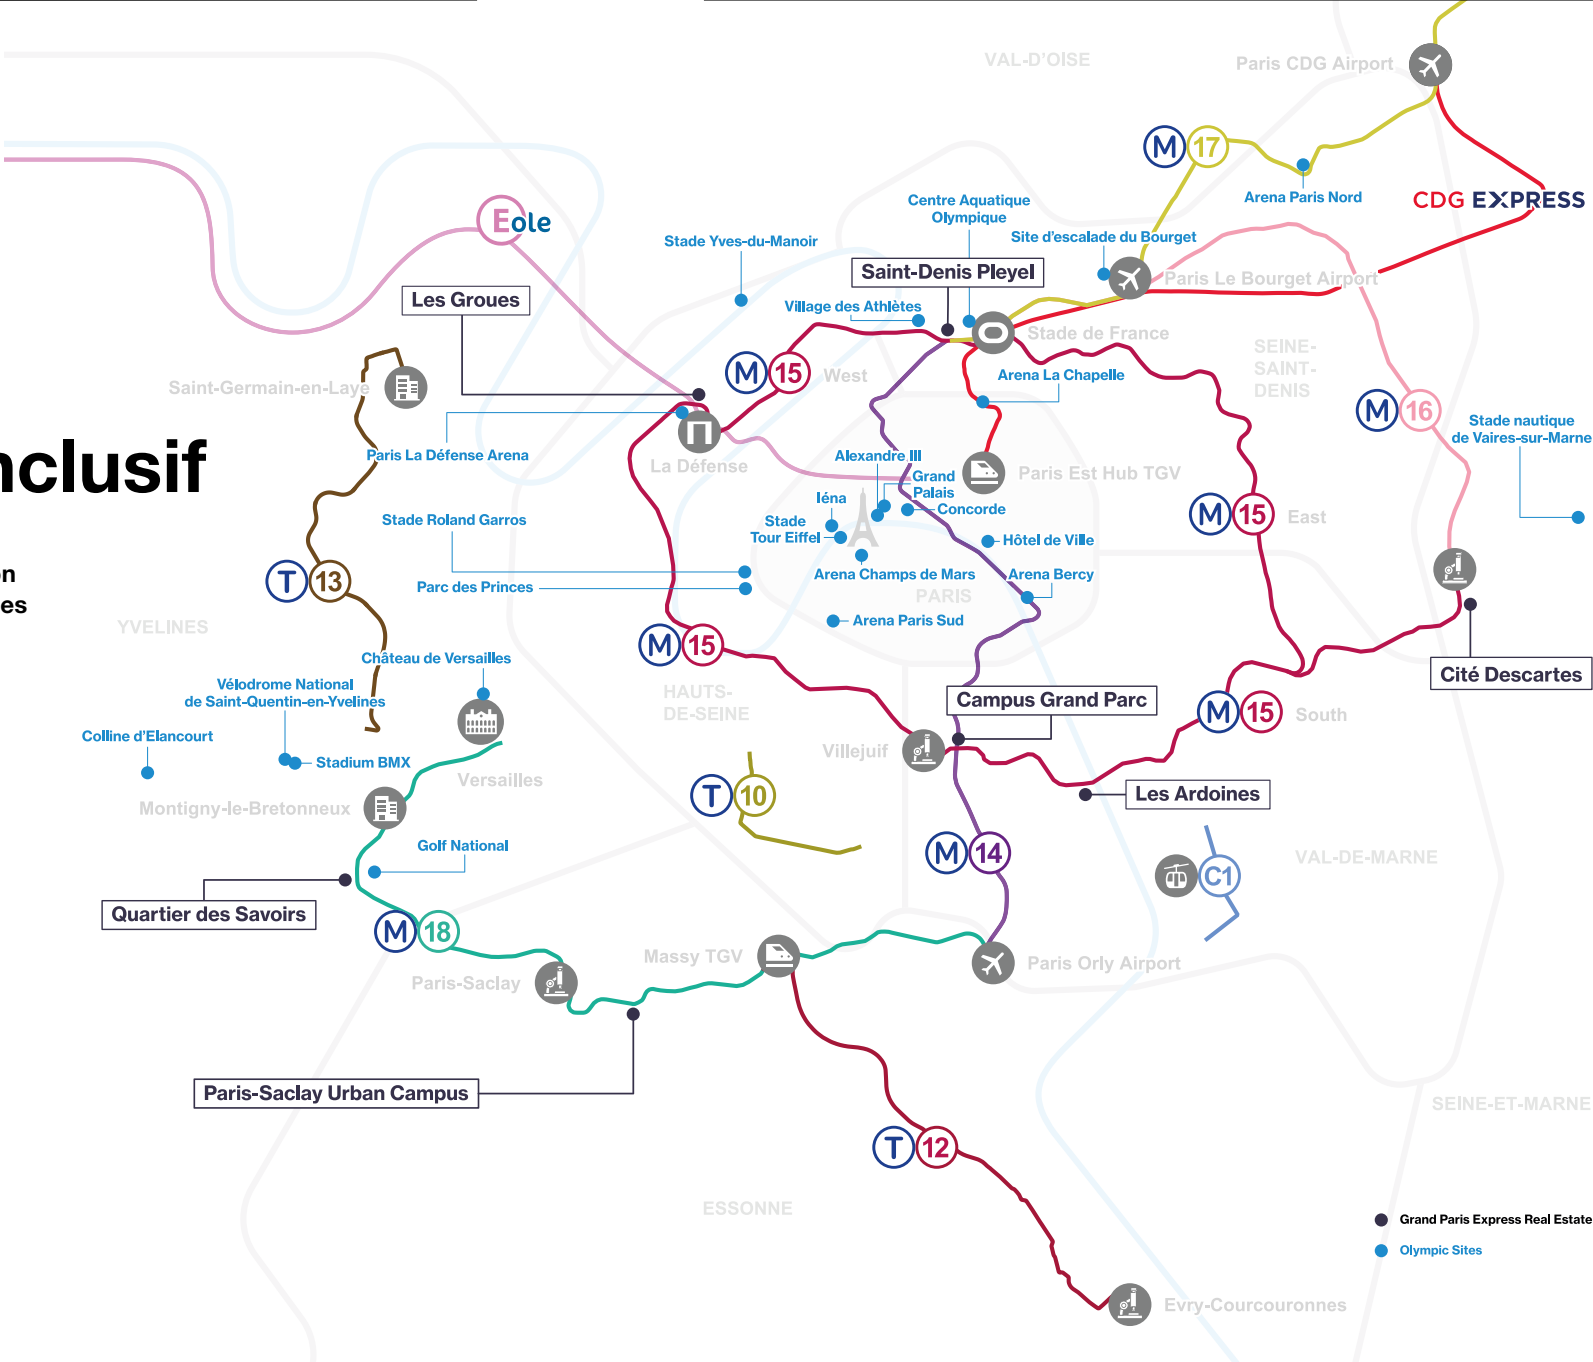 VAL-D'OISE
Paris CDG Airport
M 17
Arena Paris Nord
CDG EXPRESS
Centre Aquatique
Olympique
Eole
Stade Yves-du-Manoir
Site d'escalade du Bourget
Saint-Denis Pleyel
Paris Le Bourget Airport
Les Groues
Village des Athlètes
Stade de France
SEINE-
SAINT-
DENIS
M 15 West
Arena La Chapelle
Saint-Germain-en-Laye
M 16
Stade nautique
de Vaires-sur-Marne
nclusif
Paris La Défense Arena
La Défense
Alexandre III
Paris Est Hub TGV
Grand
Palais
Iéna
Concorde
Stade Roland Garros
Stade
Tour Eiffel
M 15 East
Hôtel de Ville
on
es
T 13
Arena Champs de Mars
Arena Bercy
Parc des Princes
PARIS
Arena Paris Sud
YVELINES
M 15
Château de Versailles
Vélodrome National
de Saint-Quentin-en-Yvelines
HAUTS-
DE-SEINE
Cité Descartes
Campus Grand Parc
M 15 South
Colline d'Elancourt
Stadium BMX
Villejuif
Versailles
Montigny-le-Bretonneux
T 10
Les Ardoines
Golf National
M 14
VAL-DE-MARNE
C1
Quartier des Savoirs
M 18
Massy TGV
Paris Orly Airport
Paris-Saclay
Paris-Saclay Urban Campus
SEINE-ET-MARNE
T 12
ESSONNE
Grand Paris Express Real Estate
Olympic Sites
Evry-Courcouronnes